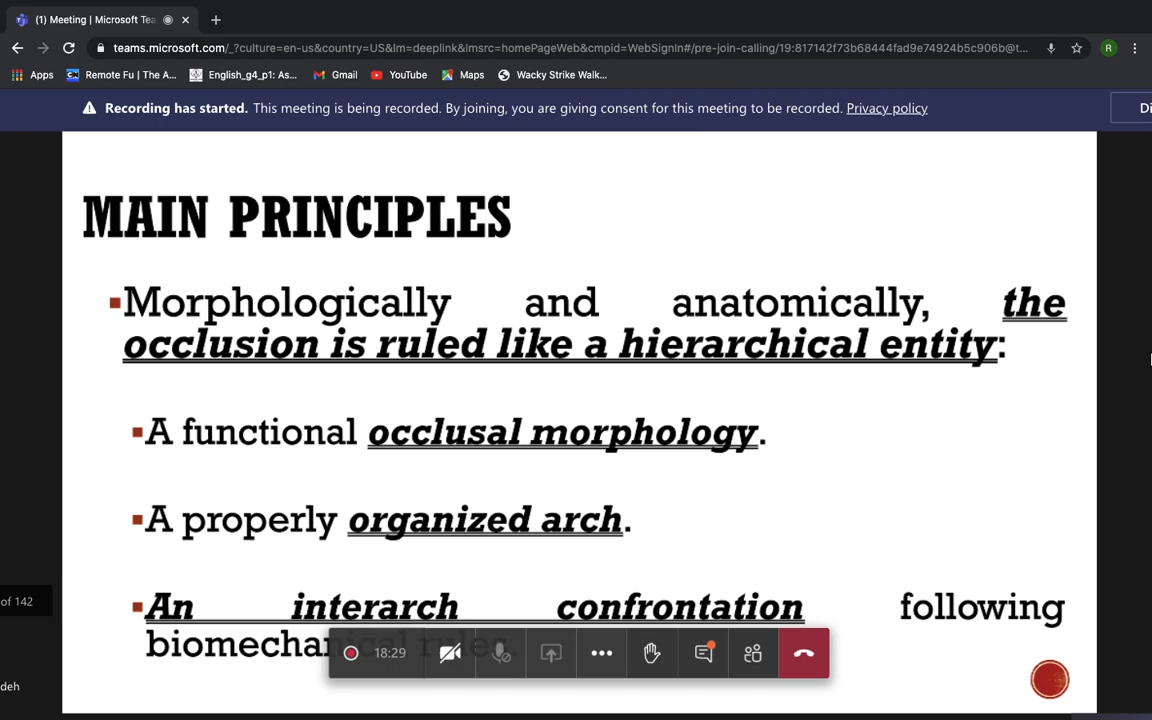 (1) Meeting | Microsoft Tea
teams.microsoft.com/_?culture=en-us&country=US&lm=deeplink&lmsrc=homePageWeb&cmpid=WebSignIn#/pre-join-calling/19:817142f73b68444fad9e74924b5c906b@t...
R
Apps Remote Fu | The A... English_g4_p1: As... Gmail YouTube Maps Wacky Strike Walk...
Recording has started. This meeting is being recorded. By joining, you are giving consent for this meeting to be recorded. Privacy policy
Di
MAIN PRINCIPLES
Morphologically and anatomically, the
occlusion is ruled like a hierarchical entity:
A functional occlusal morphology.
A properly organized arch.
of 142
An interarch confrontation following
biomechanical rules.
18:29
deh